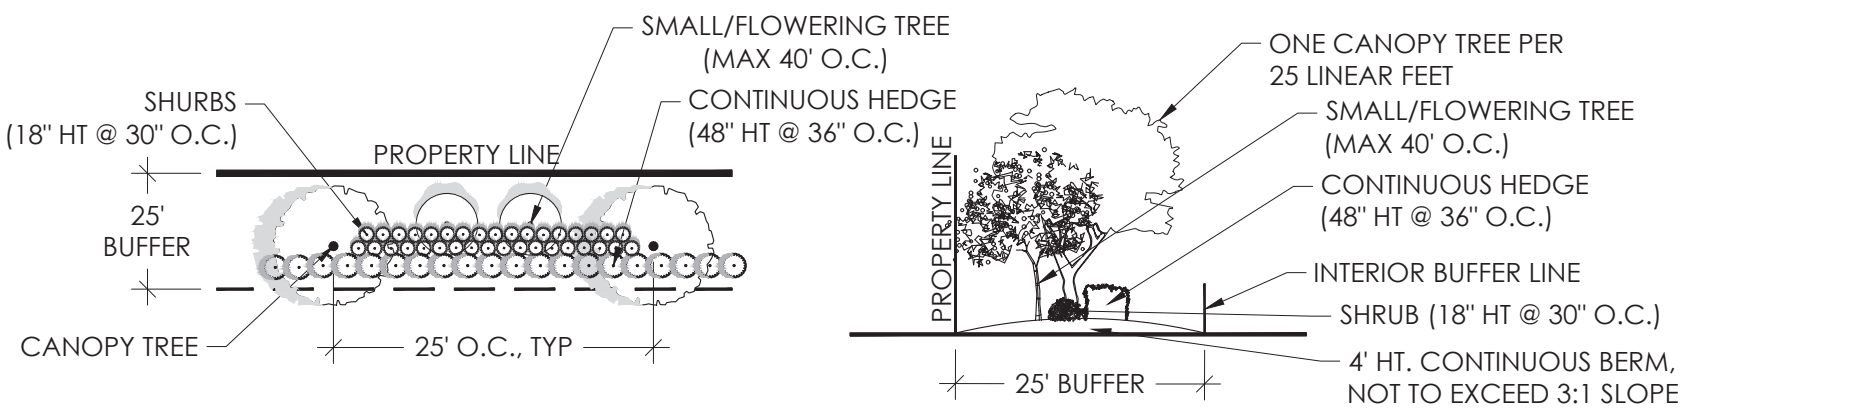 SMALL/FLOWERING TREE
(MAX 40' O.C.)
SHURBS
(18" HT @ 30" O.C.)
CONTINUOUS HEDGE
(48" HT @ 36" O.C.)
PROPERTY LINE
25'
BUFFER
CANOPY TREE
25' O.C., TYP
ONE CANOPY TREE PER
25 LINEAR FEET
SMALL/FLOWERING TREE
(MAX 40' O.C.)
PROPERTY LINE
CONTINUOUS HEDGE
(48" HT @ 36" O.C.)
INTERIOR BUFFER LINE
SHRUB (18" HT @ 30" O.C.)
4' HT. CONTINUOUS BERM,
NOT TO EXCEED 3:1 SLOPE
25' BUFFER